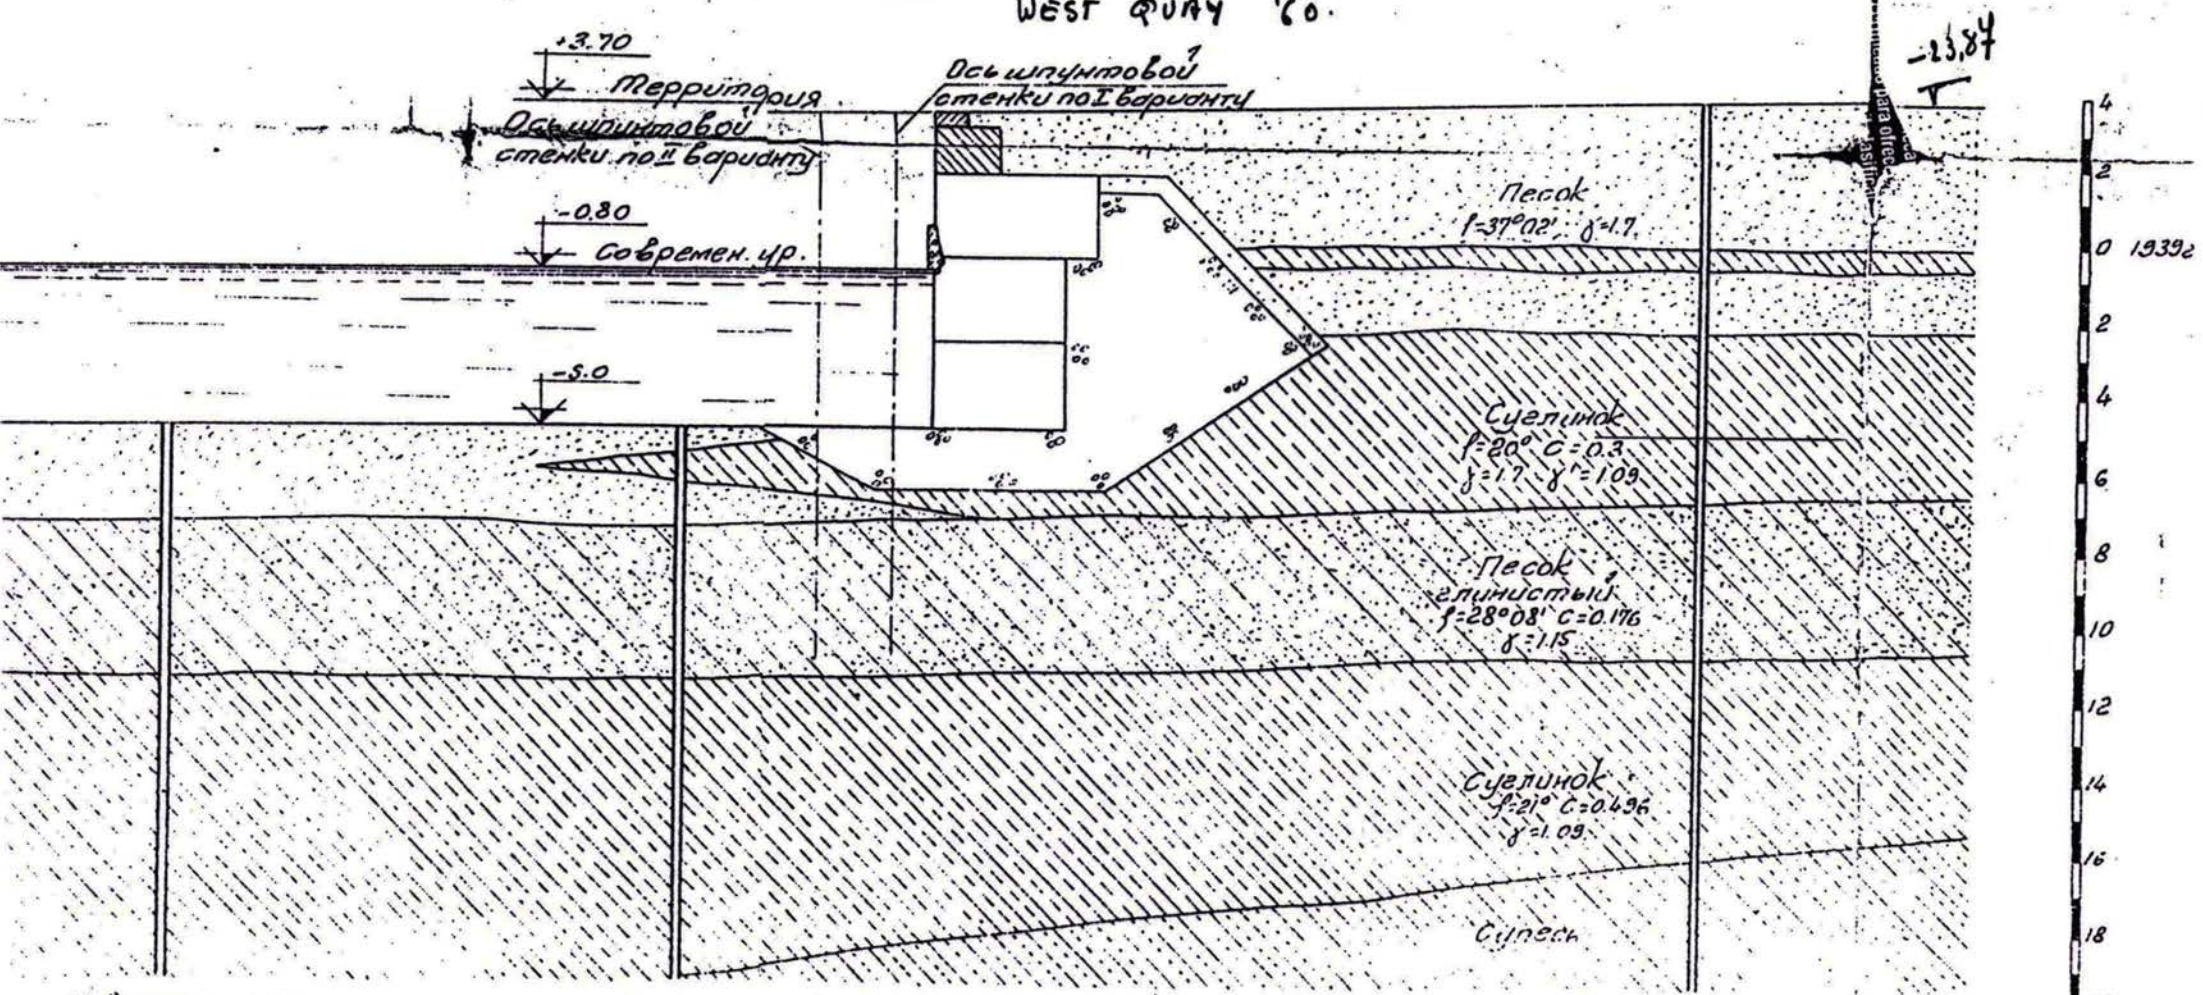 WEST QUAY '60.
+3.70
Территория
Ось шпунтовой
стенки по I варианту
Ось шпунтовой
стенки по II варианту
-23,87
-0.80
Современ. ур.
-5.0
Песок
f=37°02' γ=1.7
Суглинок
f=20° C=0.3
γ=1.7 γ'=1.09
Песок
глинистый
f=28°08' C=0.176
γ=1.15
Суглинок
f=21° C=0.496
γ=1.09
Супесь
4
2
0 1939г
2
4
6
8
10
12
14
16
18